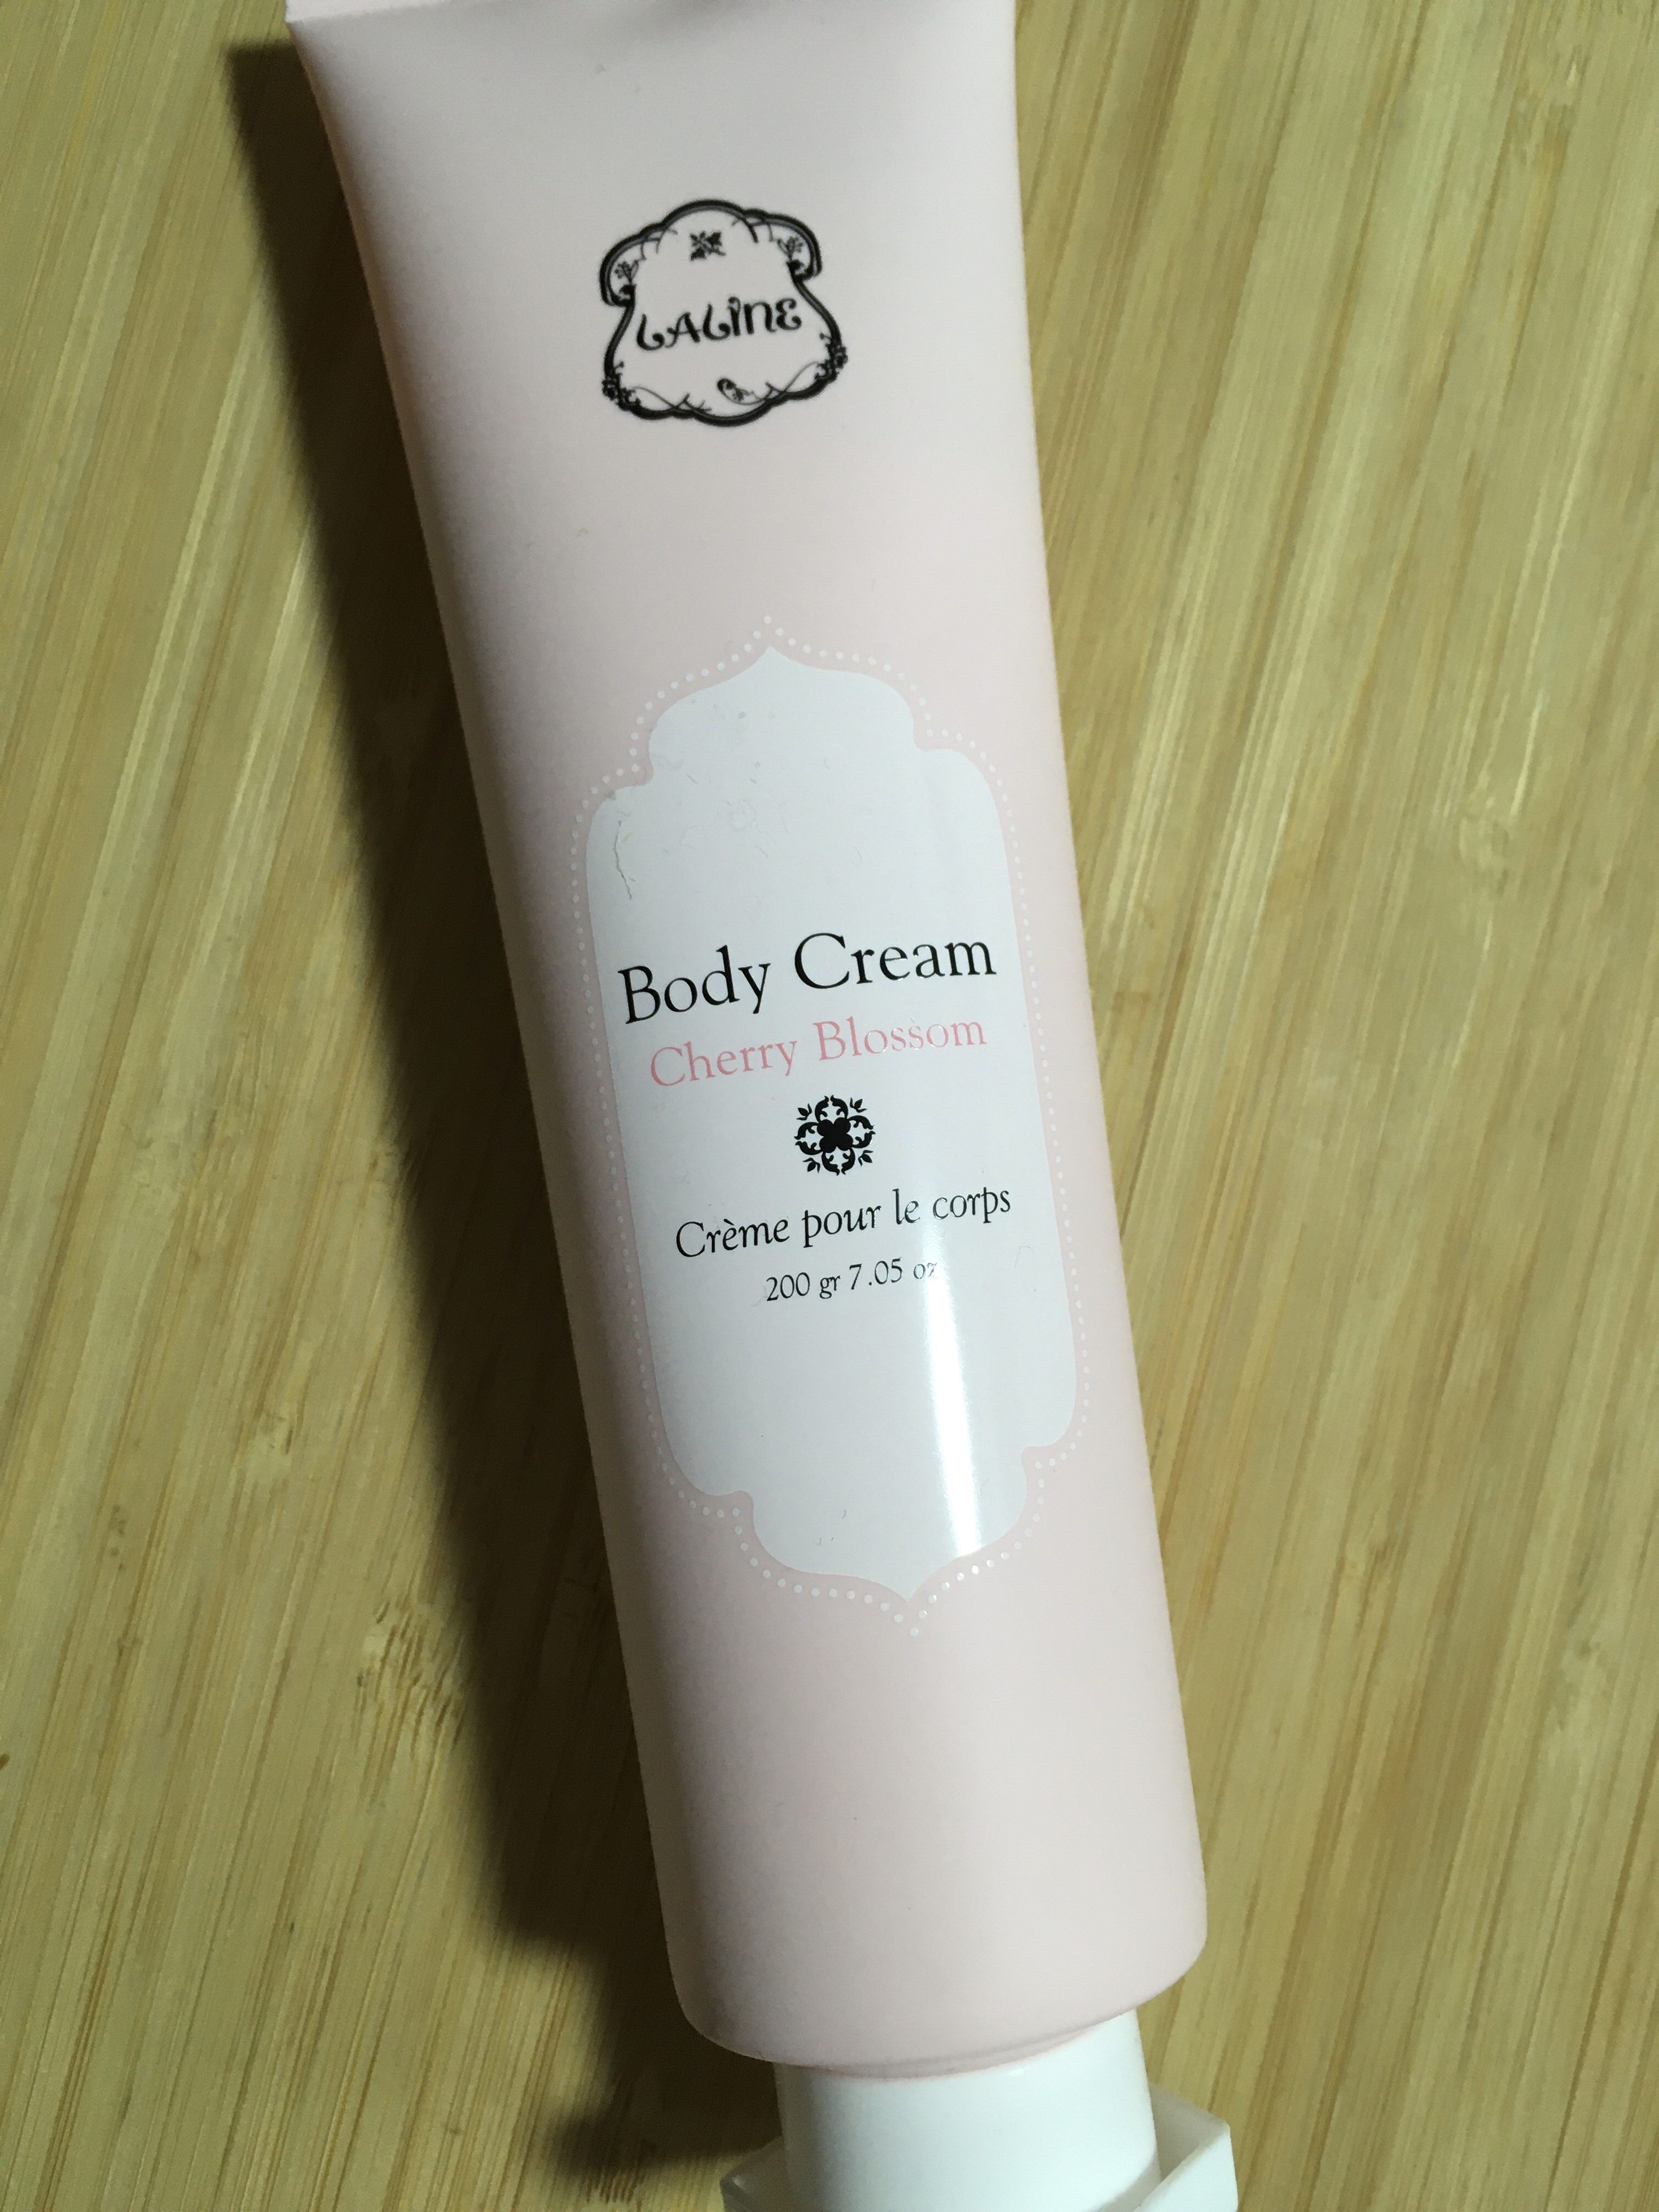 LALINE
Body Cream
Cherry Blossom
Crème pour le corps
200 gr 7.05 oz